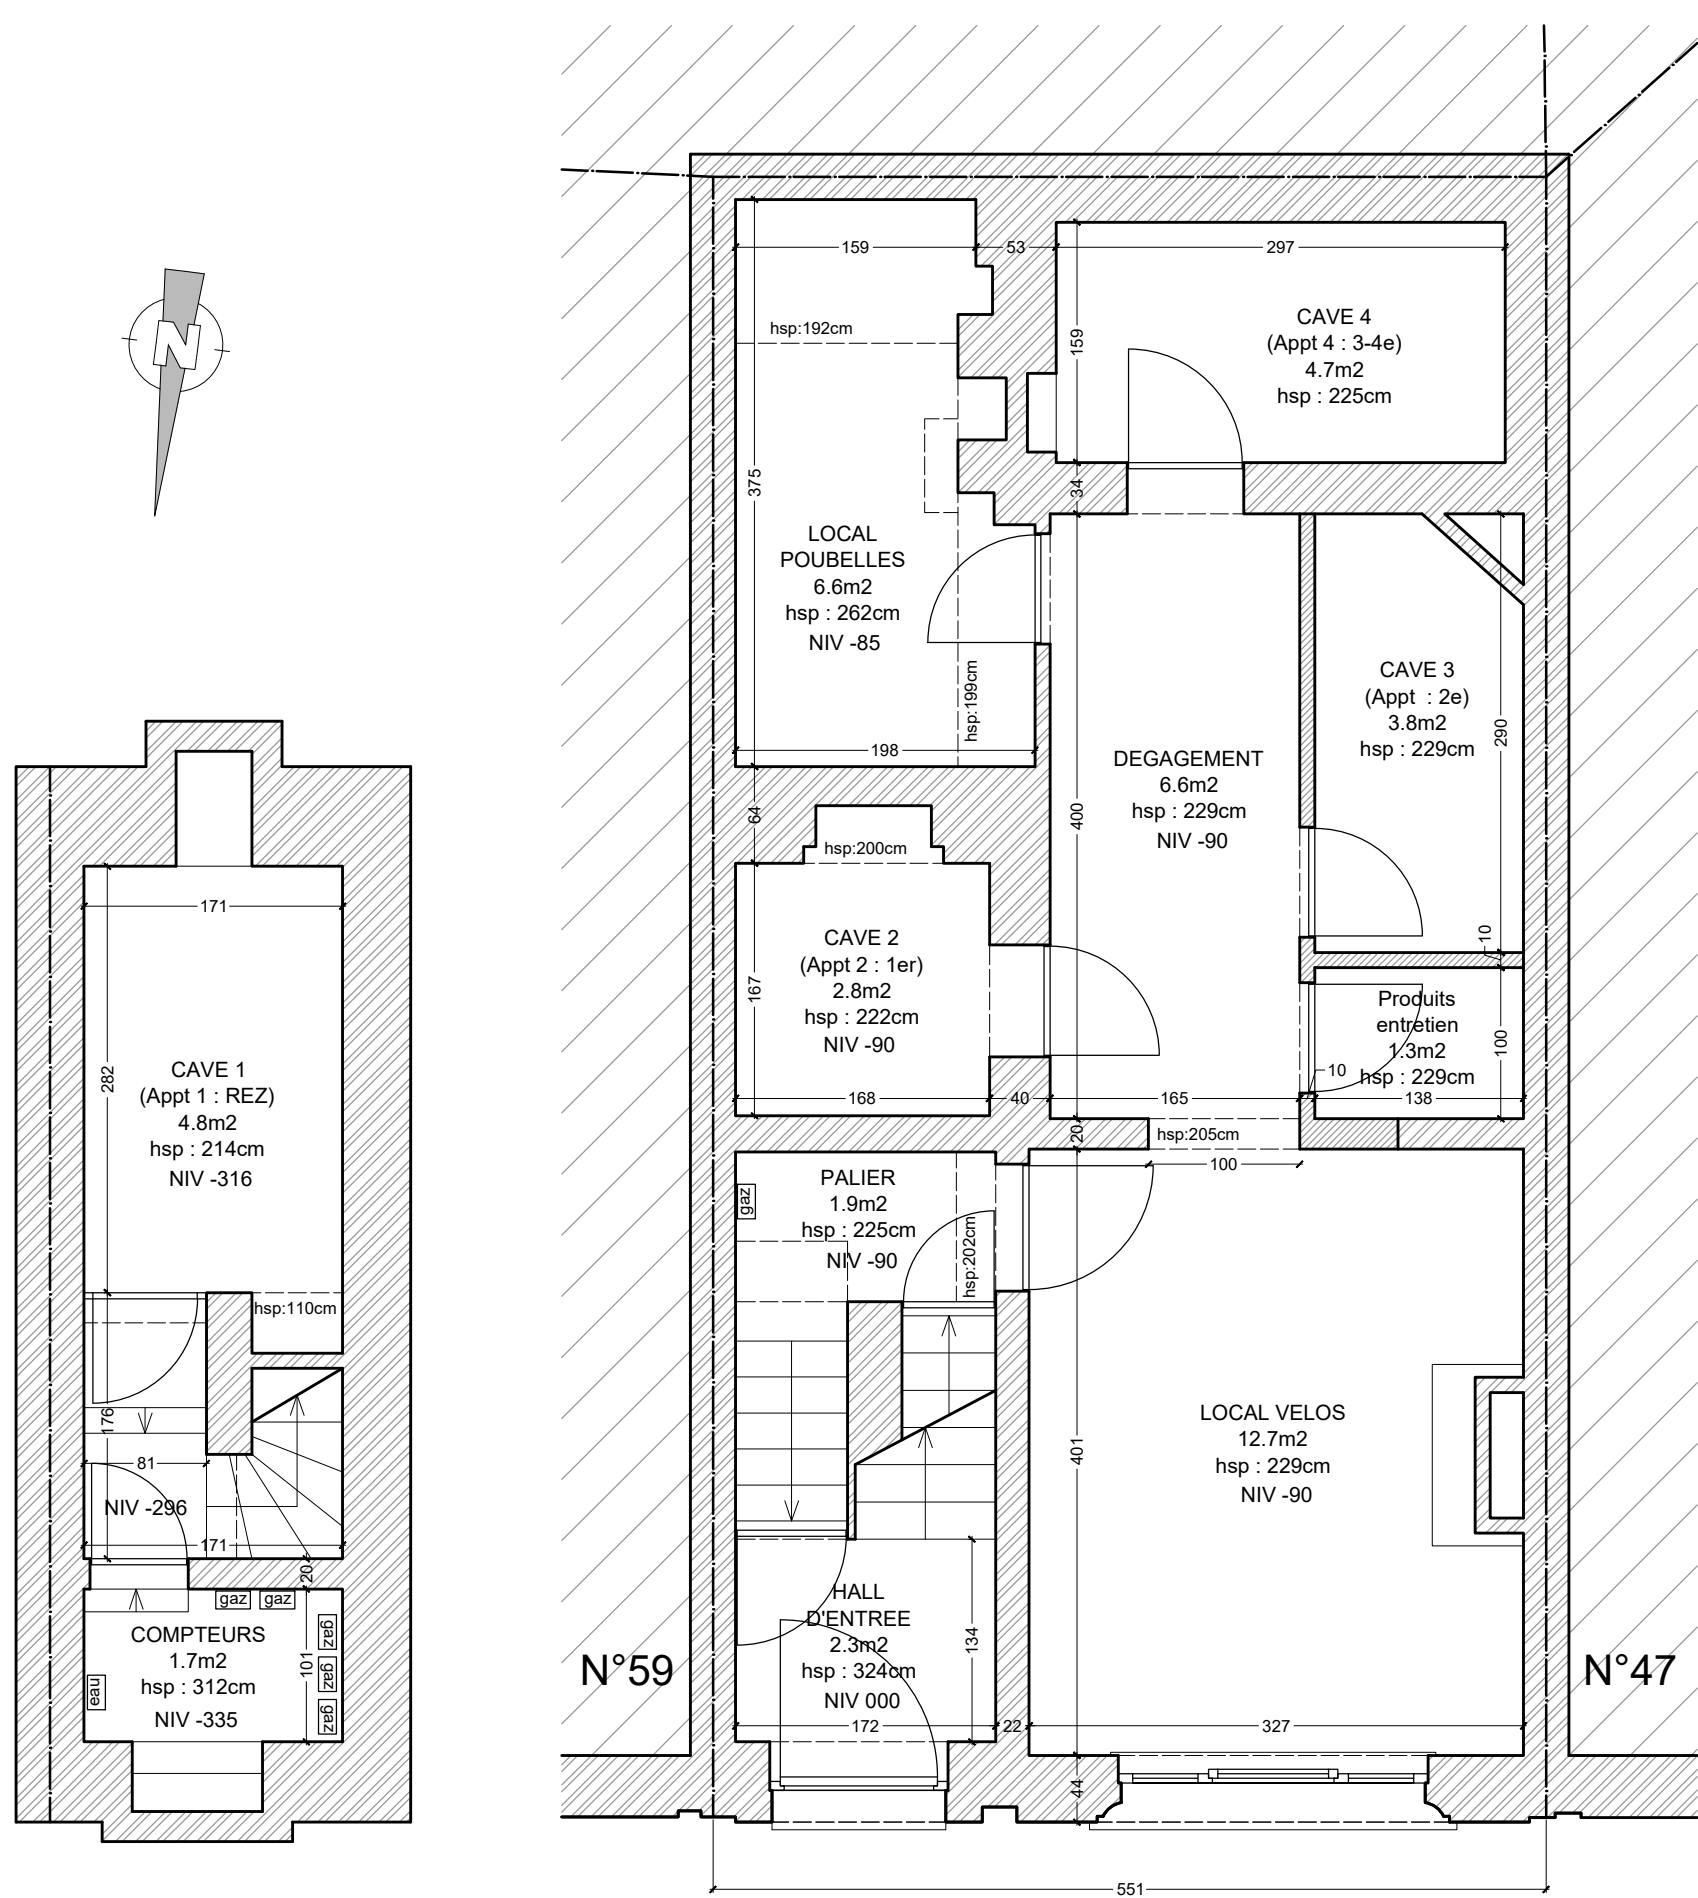 N
171
282
CAVE 1
(Appt 1 : REZ)
4.8m2
hsp : 214cm
NIV -316
hsp:110cm
176
81
NIV -296
171
20
gaz
gaz
gaz
gaz
gaz
eau
COMPTEURS
1.7m2
hsp : 312cm
NIV -335
101
159
53
297
hsp:192cm
375
159
CAVE 4
(Appt 4 : 3-4e)
4.7m2
hsp : 225cm
34
LOCAL
POUBELLES
6.6m2
hsp : 262cm
NIV -85
hsp:199cm
198
64
CAVE 3
(Appt : 2e)
3.8m2
hsp : 229cm
290
DEGAGEMENT
6.6m2
hsp : 229cm
NIV -90
400
hsp:200cm
CAVE 2
(Appt 2 : 1er)
2.8m2
hsp : 222cm
NIV -90
167
10
Produits
entretien
1.3m2
hsp : 229cm
100
10
168
40
165
138
20
hsp:205cm
100
PALIER
1.9m2
hsp : 225cm
NIV -90
gaz
hsp:202cm
LOCAL VELOS
12.7m2
hsp : 229cm
NIV -90
401
HALL
D'ENTREE
2.3m2
hsp : 324cm
NIV 000
134
N°59
N°47
172
22
327
44
551